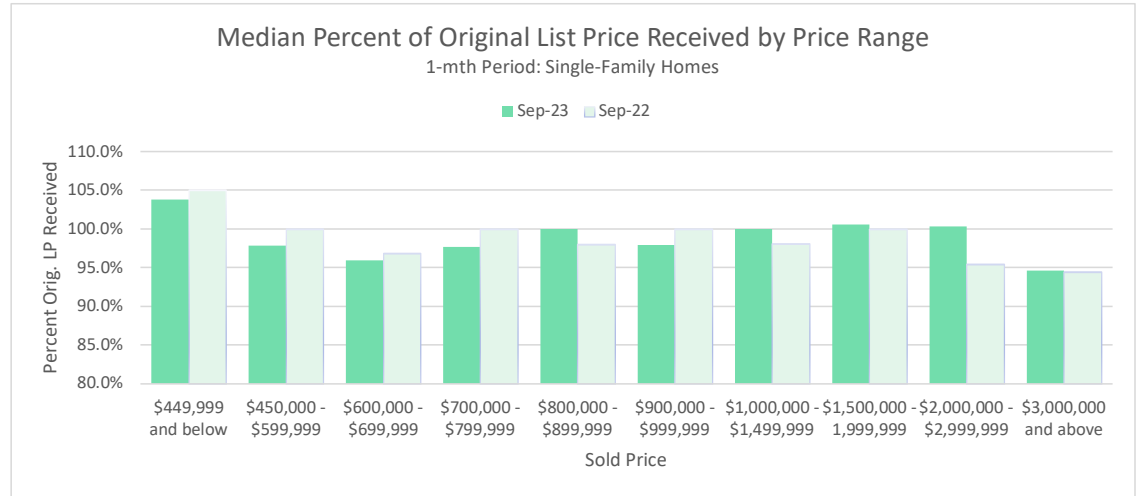 Median Percent of Original List Price Received by Price Range
1-mth Period: Single-Family Homes
Sep-23 Sep-22
Percent Orig. LP Received
110.0%
105.0%
100.0%
95.0%
90.0%
85.0%
80.0%
$449,999 $450,000 - $600,000 - $700,000 - $800,000 - $900,000 - $1,000,000 - $1,500,000 - $2,000,000 - $3,000,000
and below $599,999 $699,999 $799,999 $899,999 $999,999 $1,499,999 1,999,999 $2,999,999 and above
Sold Price